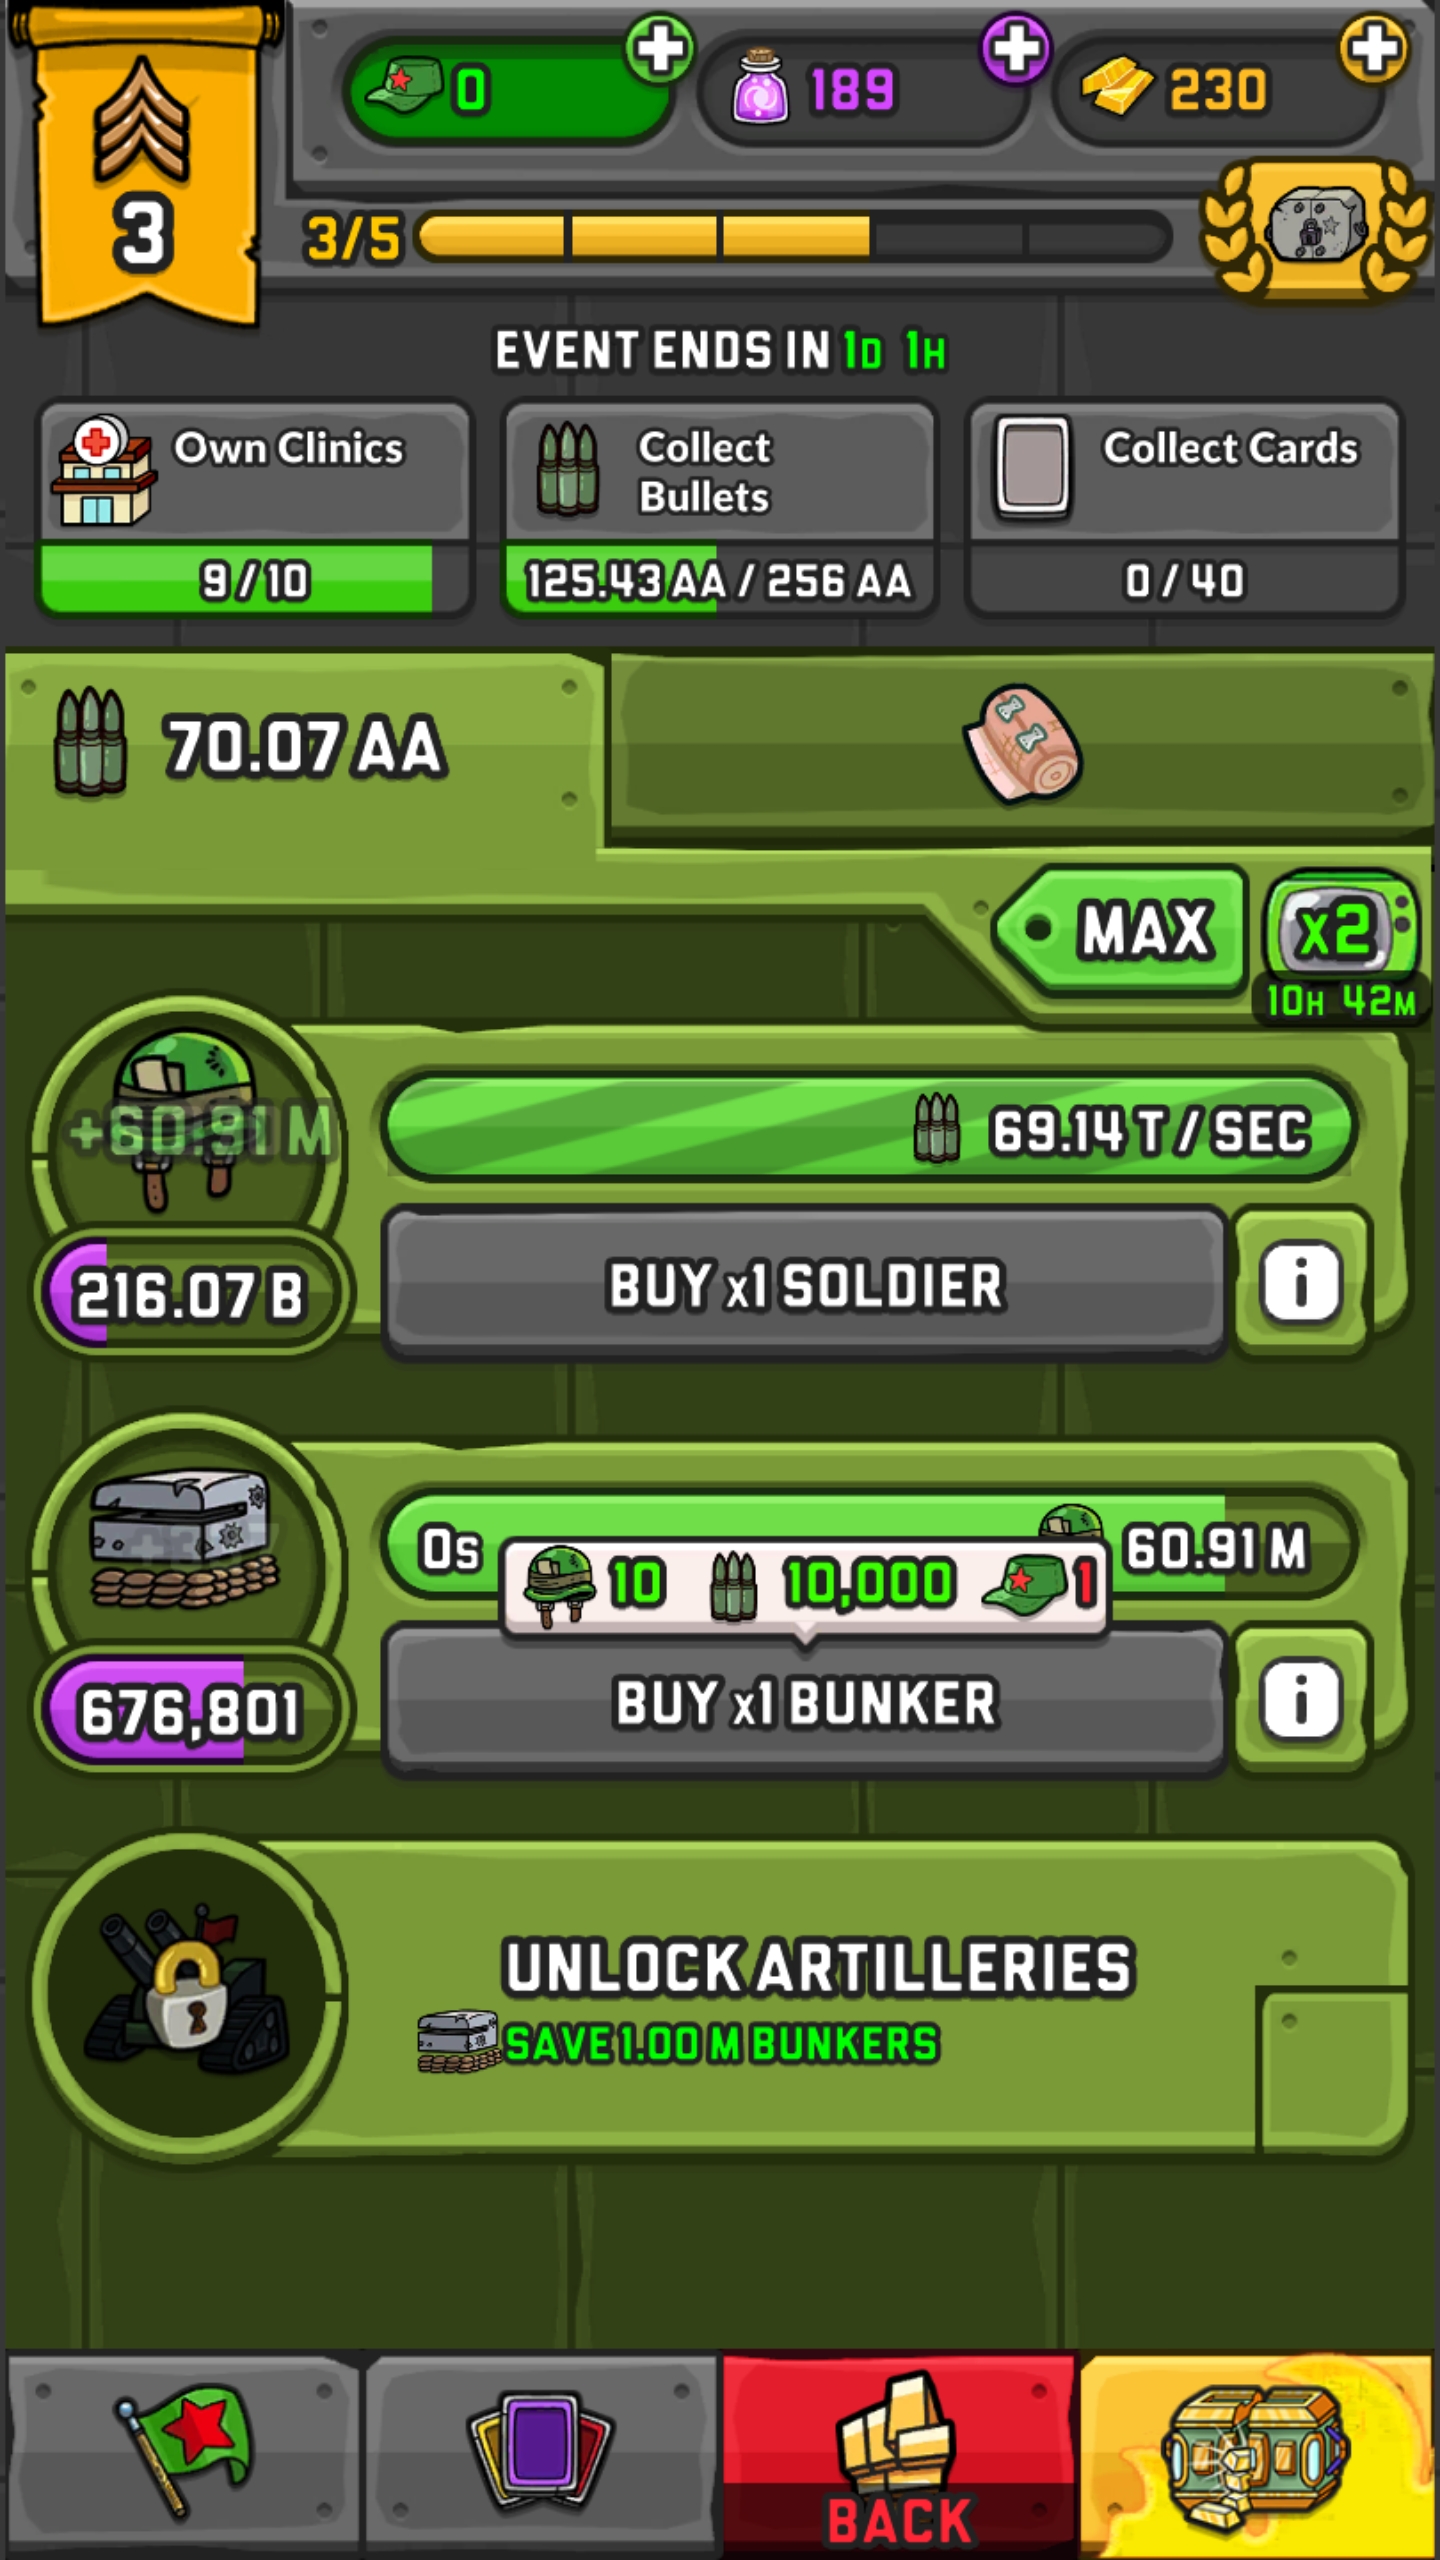 0
189
230
3
3/5
EVENT ENDS IN 1D 1H
Own Clinics
9 / 10
Collect
Bullets
125.43 AA / 256 AA
Collect Cards
0 / 40
70.07 AA
MAX
x2
10H 42M
+60.91 M
69.14 T / SEC
216.07 B
BUY x1 SOLDIER
i
0s
60.91 M
10
10,000
1
676,801
BUY x1 BUNKER
i
UNLOCK ARTILLERIES
SAVE 1.00 M BUNKERS
BACK